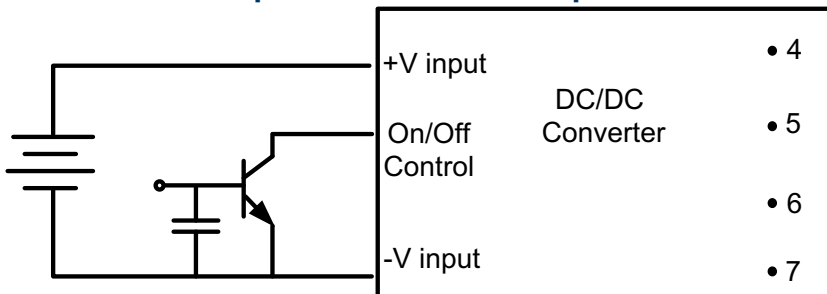 +V input
On/Off
Control
-V input
DC/DC
Converter
4
5
6
7